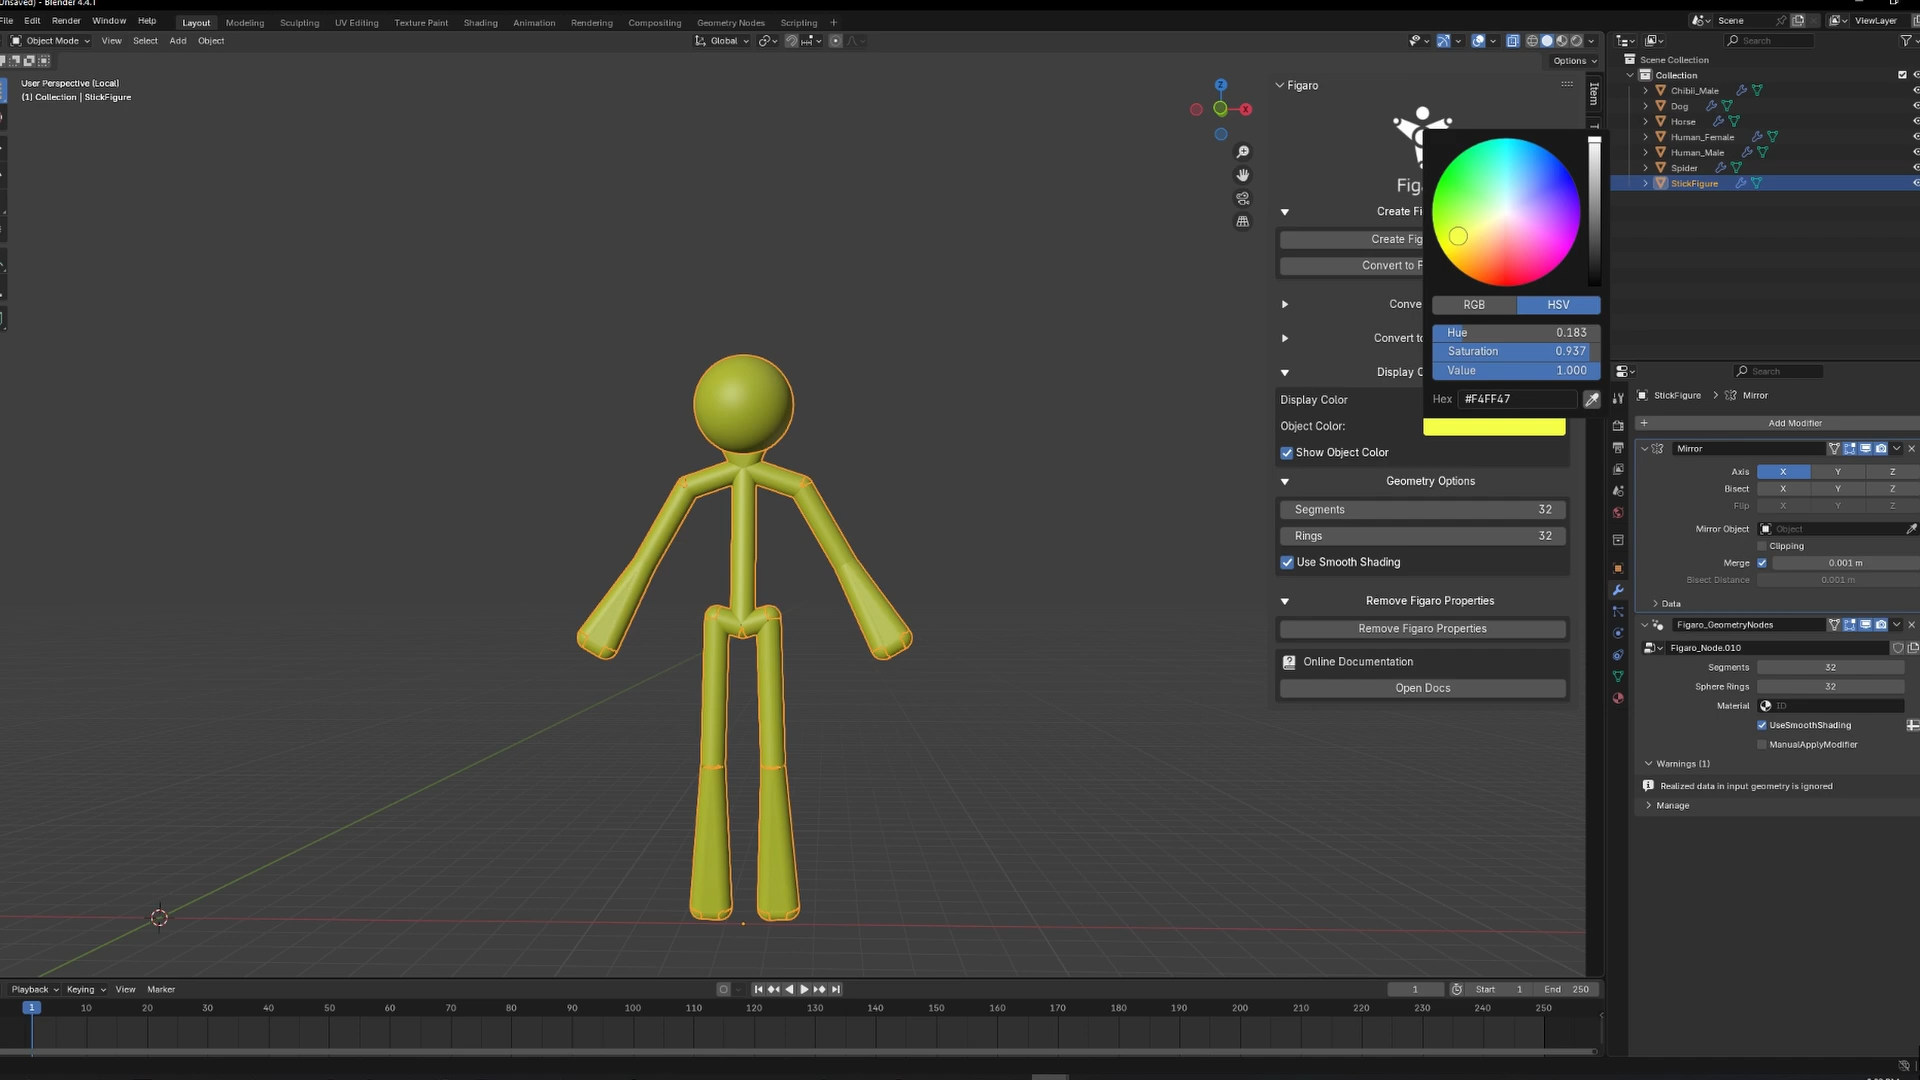 (Unsaved) - Blender 4.4.1
Edit Render Window Help Layout Modeling Sculpting UV Editing Texture Paint Shading Animation Rendering Compositing Geometry Nodes Scripting + Scene ViewLayer
Object Mode View Select Add Object Global Search
Options
User Perspective (Local)
(1) Collection | StickFigure
Z
X
Figaro
Item
Create
Create
Convert to
Display
Display Color
Object Color:
Show Object Color
Geometry Options
Segments 32
Rings 32
Use Smooth Shading
Remove Figaro Properties
Remove Figaro Properties
Online Documentation
Open Docs
RGB HSV
Hue 0.183
Saturation 0.937
Value 1.000
Hex #F4FF47
Scene Collection
Collection
Chibli_Male
Dog
Horse
Human_Female
Human_Male
Spider
StickFigure
Search
StickFigure > Mirror
Add Modifier
Mirror
Axis X Y Z
Bisect X Y Z
Flip X Y Z
Mirror Object Object
Clipping
Merge 0.001 m
Bisect Distance 0.001 m
Data
Figaro_GeometryNodes
Figaro_Node.010
Segments 32
Sphere Rings 32
Material ID
UseSmoothShading
ManualApplyModifier
Warnings (1)
Realized data in input geometry is ignored
Manage
Playback Keying View Marker 1 Start 1 End 250
1 10 20 30 40 50 60 70 80 90 100 110 120 130 140 150 160 170 180 190 200 210 220 230 240 250